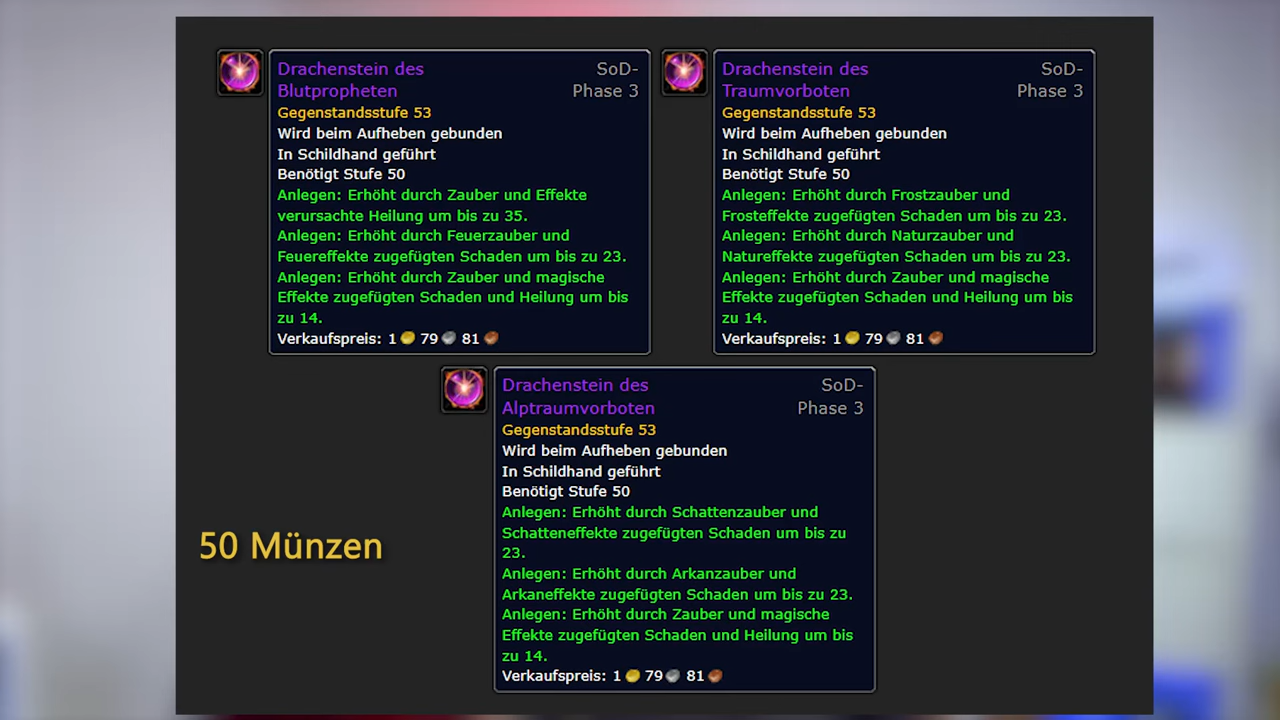 Drachenstein des SoD-
Blutpropheten Phase 3
Gegenstandsstufe 53
Wird beim Aufheben gebunden
In Schildhand geführt
Benötigt Stufe 50
Anlegen: Erhöht durch Zauber und Effekte
verursachte Heilung um bis zu 35.
Anlegen: Erhöht durch Feuerzauber und
Feuereffekte zugefügten Schaden um bis zu 23.
Anlegen: Erhöht durch Zauber und magische
Effekte zugefügten Schaden und Heilung um bis
zu 14.
Verkaufspreis: 1 79 81
Drachenstein des SoD-
Traumvorboten Phase 3
Gegenstandsstufe 53
Wird beim Aufheben gebunden
In Schildhand geführt
Benötigt Stufe 50
Anlegen: Erhöht durch Frostzauber und
Frosteffekte zugefügten Schaden um bis zu 23.
Anlegen: Erhöht durch Naturzauber und
Natureffekte zugefügten Schaden um bis zu 23.
Anlegen: Erhöht durch Zauber und magische
Effekte zugefügten Schaden und Heilung um bis
zu 14.
Verkaufspreis: 1 79 81
Drachenstein des SoD-
Alptraumvorboten Phase 3
Gegenstandsstufe 53
Wird beim Aufheben gebunden
In Schildhand geführt
Benötigt Stufe 50
Anlegen: Erhöht durch Schattenzauber und
Schatteneffekte zugefügten Schaden um bis zu
23.
Anlegen: Erhöht durch Arkanzauber und
Arkaneffekte zugefügten Schaden um bis zu 23.
Anlegen: Erhöht durch Zauber und magische
Effekte zugefügten Schaden und Heilung um bis
zu 14.
Verkaufspreis: 1 79 81
50 Münzen